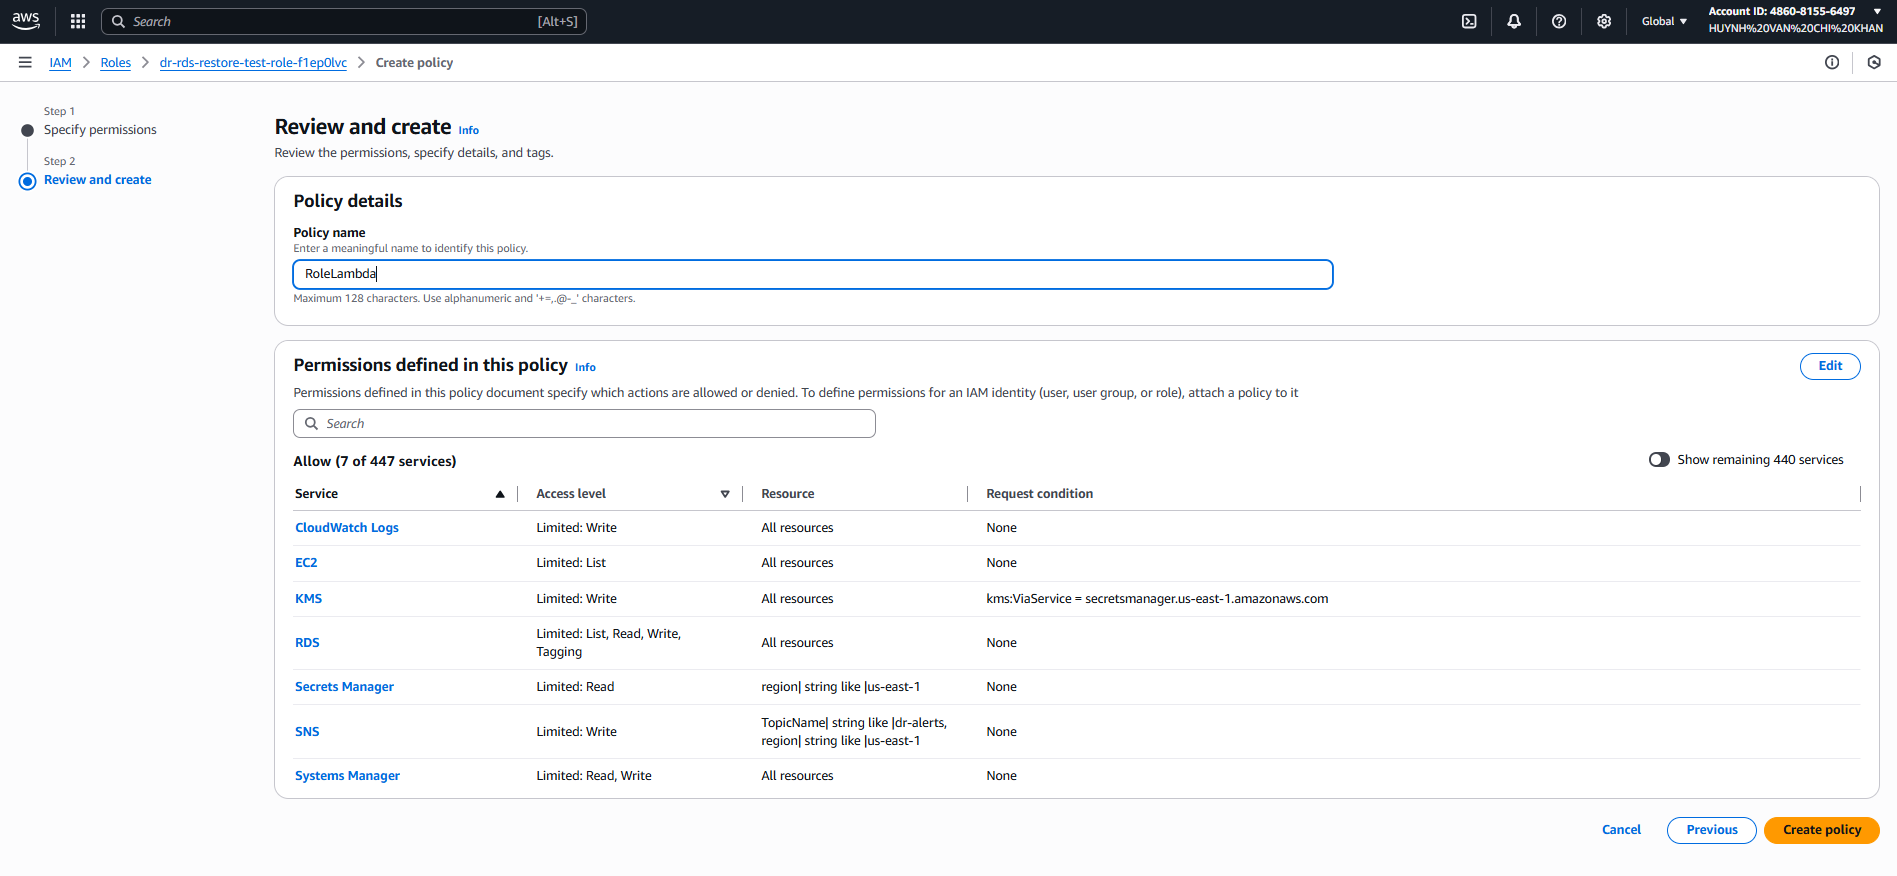 aws
Search
[Alt+S]
Global
Account ID: 4860-8155-6497
HUYNH%20VAN%20CHI%20KHAN
IAM
Roles
dr-rds-restore-test-role-f1ep0lvc
Create policy
Step 1
Specify permissions
Step 2
Review and create
Review and create Info
Review the permissions, specify details, and tags.
Policy details
Policy name
Enter a meaningful name to identify this policy.
RoleLambda
Maximum 128 characters. Use alphanumeric and '+=,.@-_' characters.
Permissions defined in this policy Info
Edit
Permissions defined in this policy document specify which actions are allowed or denied. To define permissions for an IAM identity (user, user group, or role), attach a policy to it
Search
Allow (7 of 447 services)
Show remaining 440 services
Service Access level Resource Request condition
CloudWatch Logs Limited: Write All resources None
EC2 Limited: List All resources None
KMS Limited: Write All resources kms:ViaService = secretsmanager.us-east-1.amazonaws.com
RDS Limited: List, Read, Write, All resources None
Tagging
Secrets Manager Limited: Read region| string like |us-east-1 None
SNS Limited: Write TopicName| string like |dr-alerts, None
region| string like |us-east-1
Systems Manager Limited: Read, Write All resources None
Cancel
Previous
Create policy